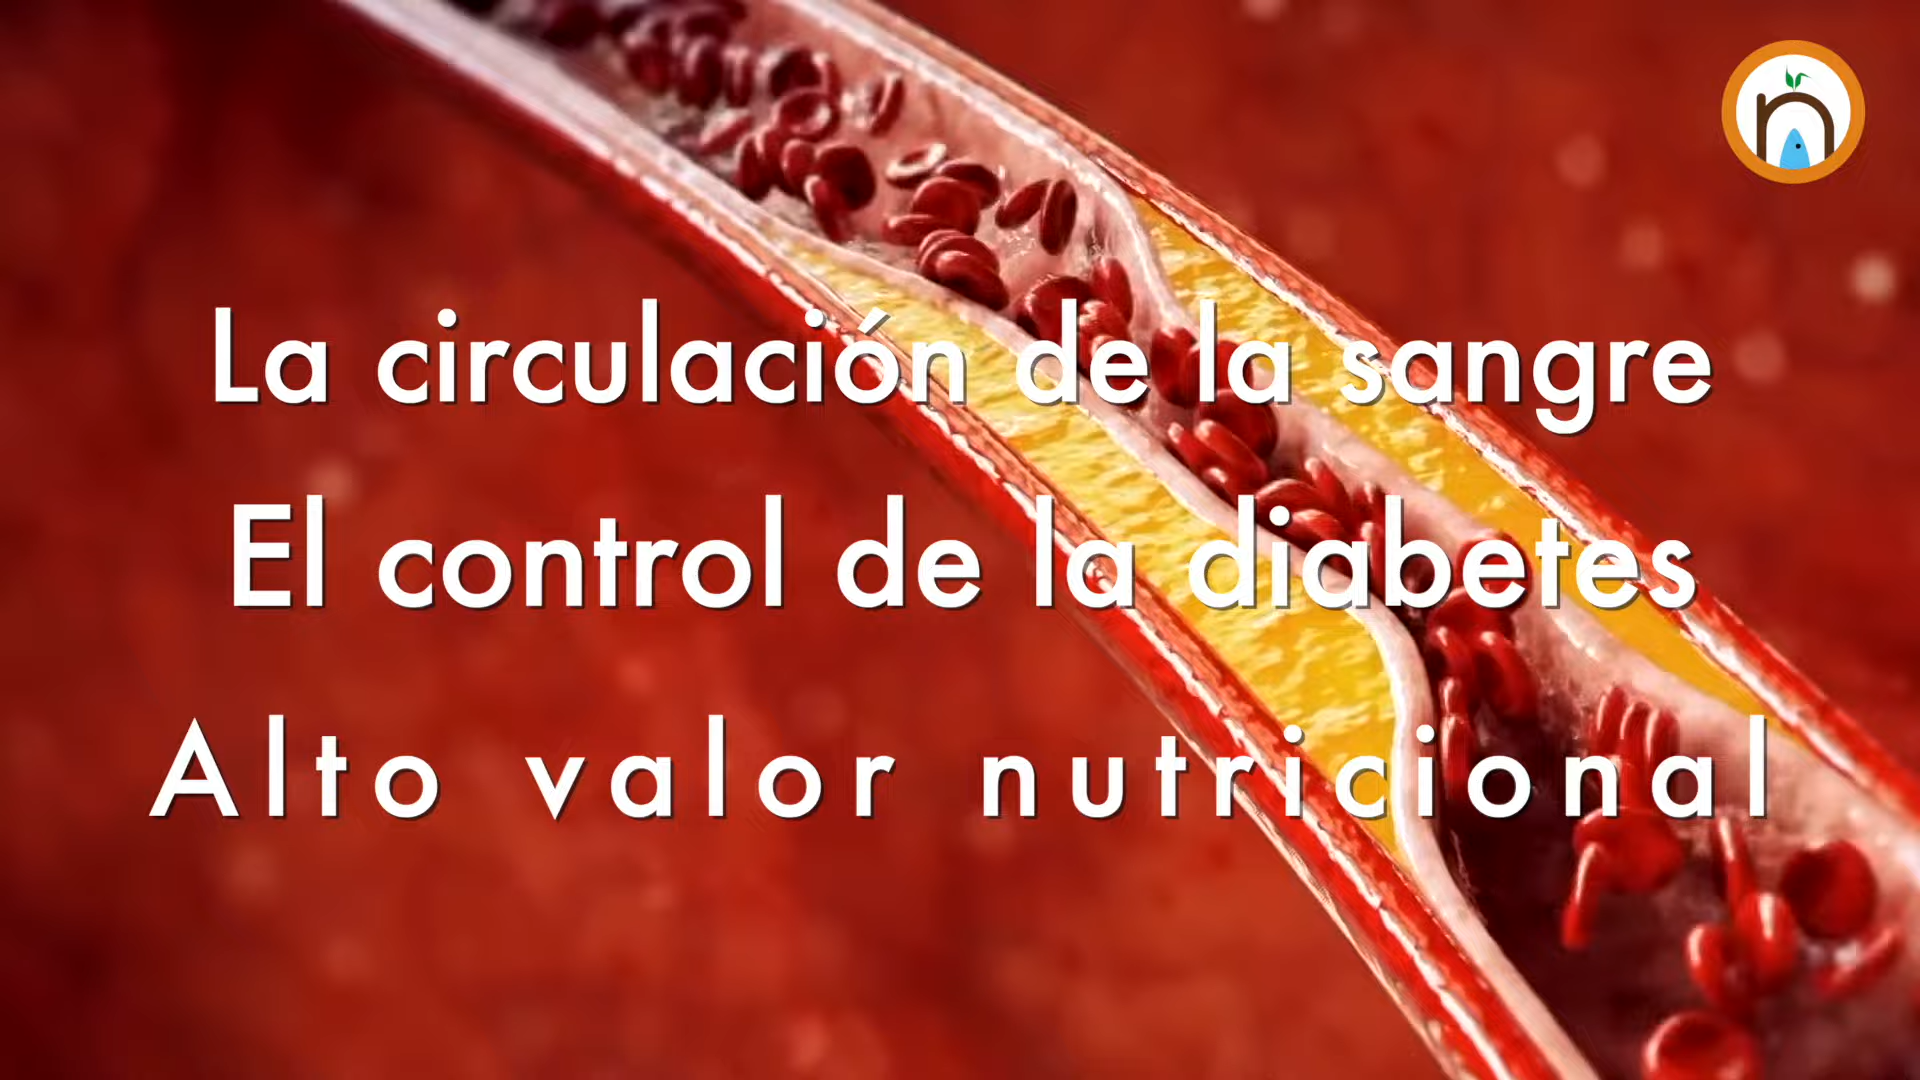 La circulación de la sangre
El control de la diabetes
Alto valor nutricional